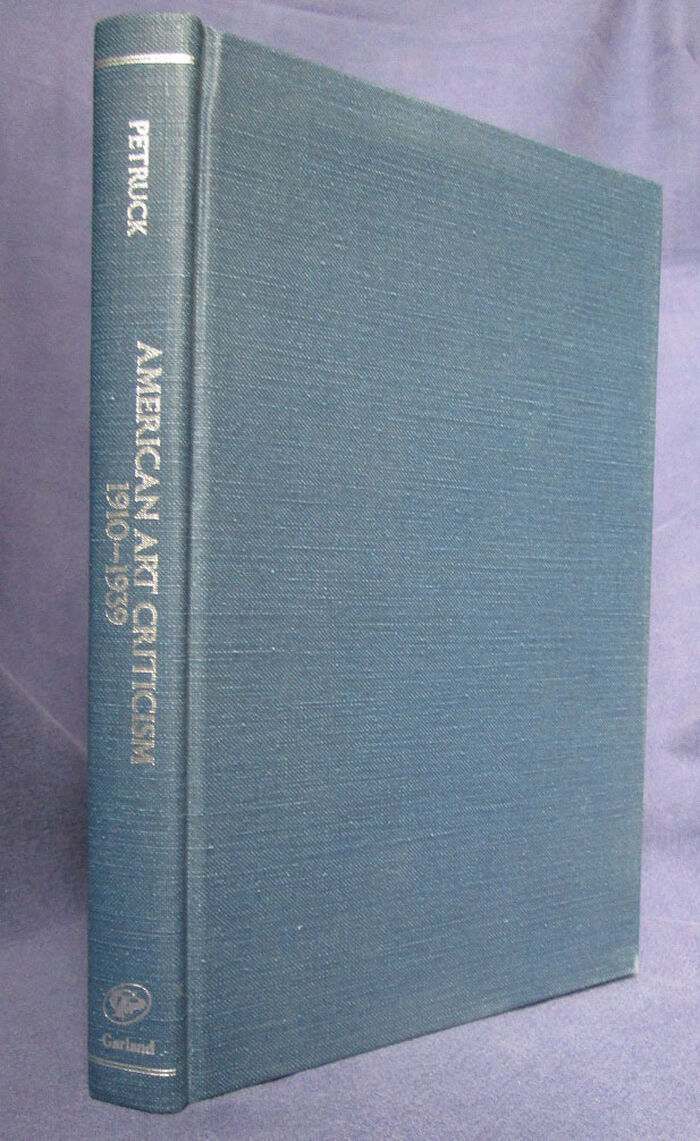 PETRUCK
AMERICAN ART CRITICISM
1910–1939
Garland